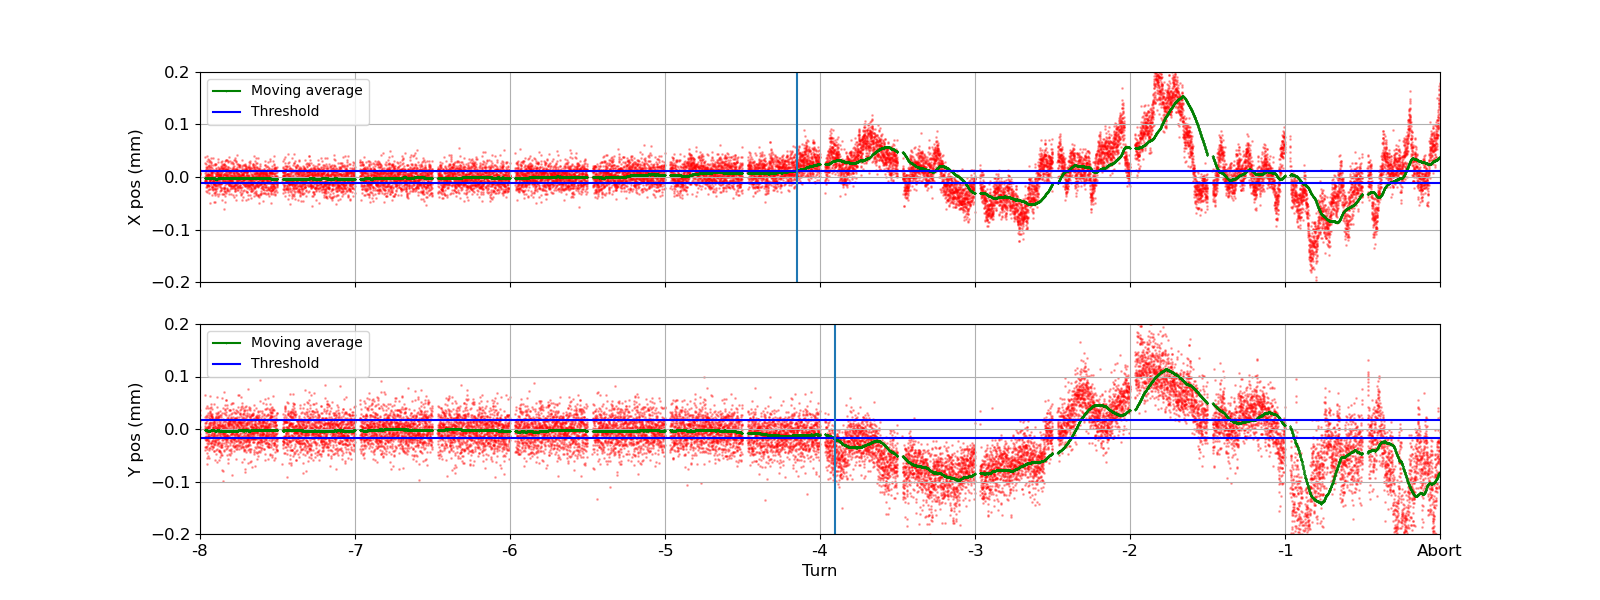 0.2
0.1
0.0
−0.1
−0.2
X pos (mm)
Moving average
Threshold
0.2
0.1
0.0
−0.1
−0.2
Y pos (mm)
Moving average
Threshold
-8 -7 -6 -5 -4 -3 -2 -1 Abort
Turn